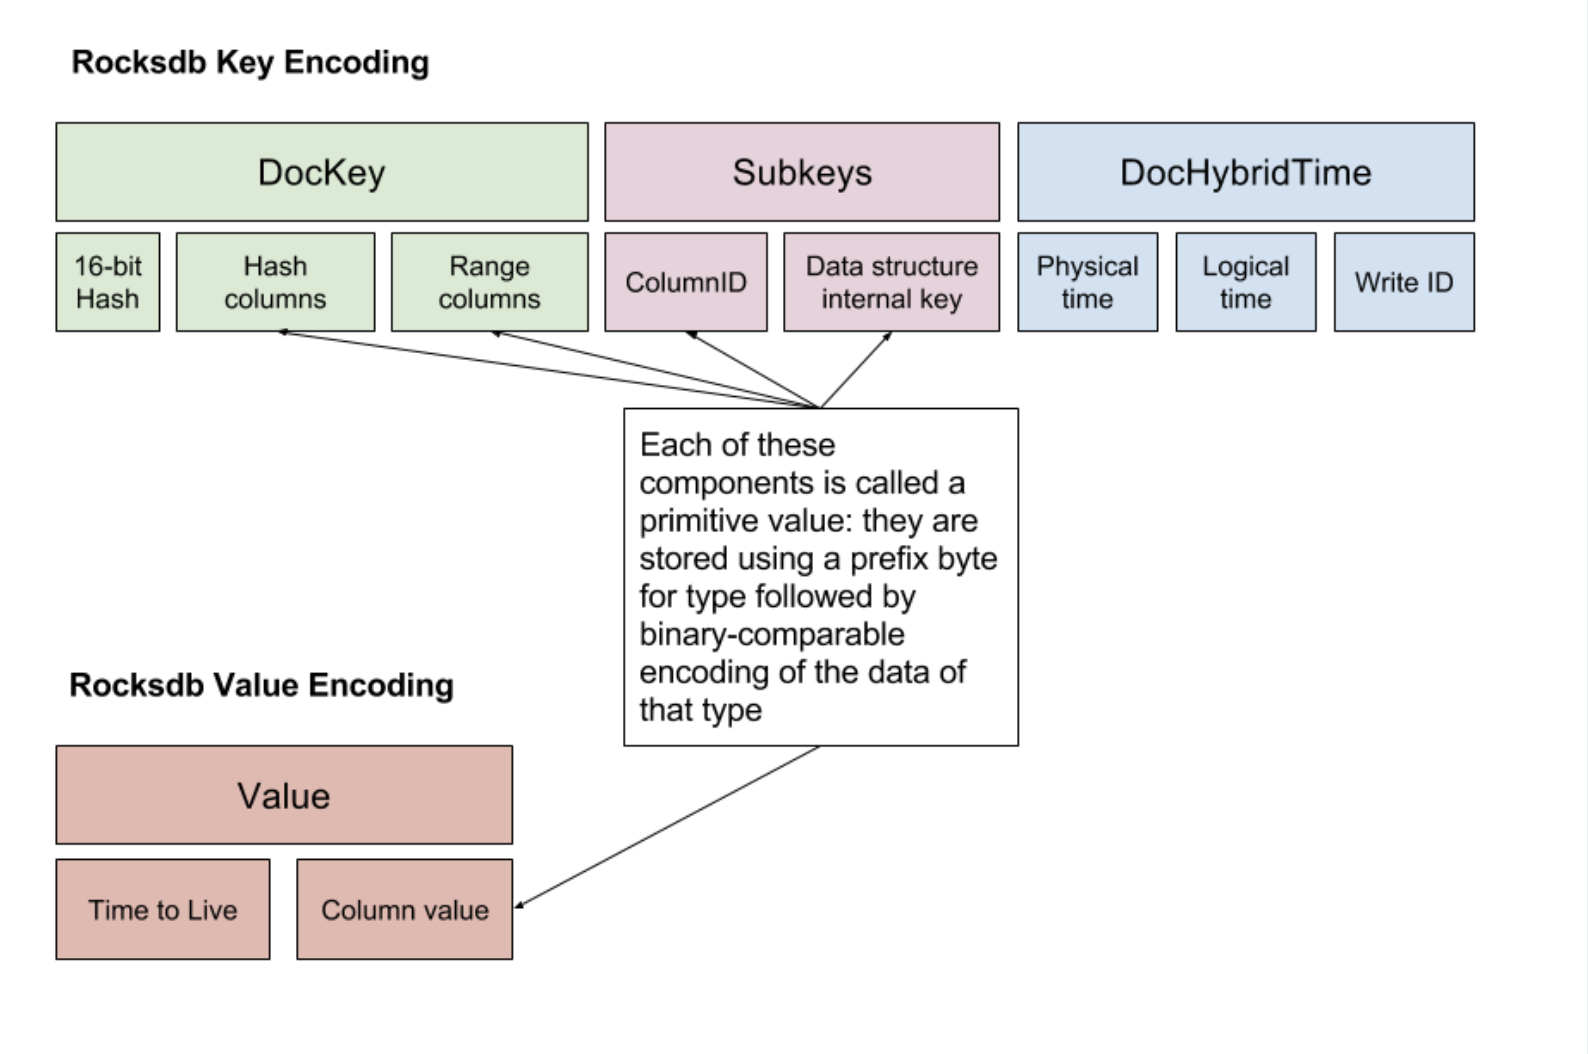 Rocksdb Key Encoding
DocKey
Subkeys
DocHybridTime
16-bit
Hash
Hash
columns
Range
columns
ColumnID
Data structure
internal key
Physical
time
Logical
time
Write ID
Each of these
components is called a
primitive value: they are
stored using a prefix byte
for type followed by
binary-comparable
encoding of the data of
that type
Rocksdb Value Encoding
Value
Time to Live
Column value